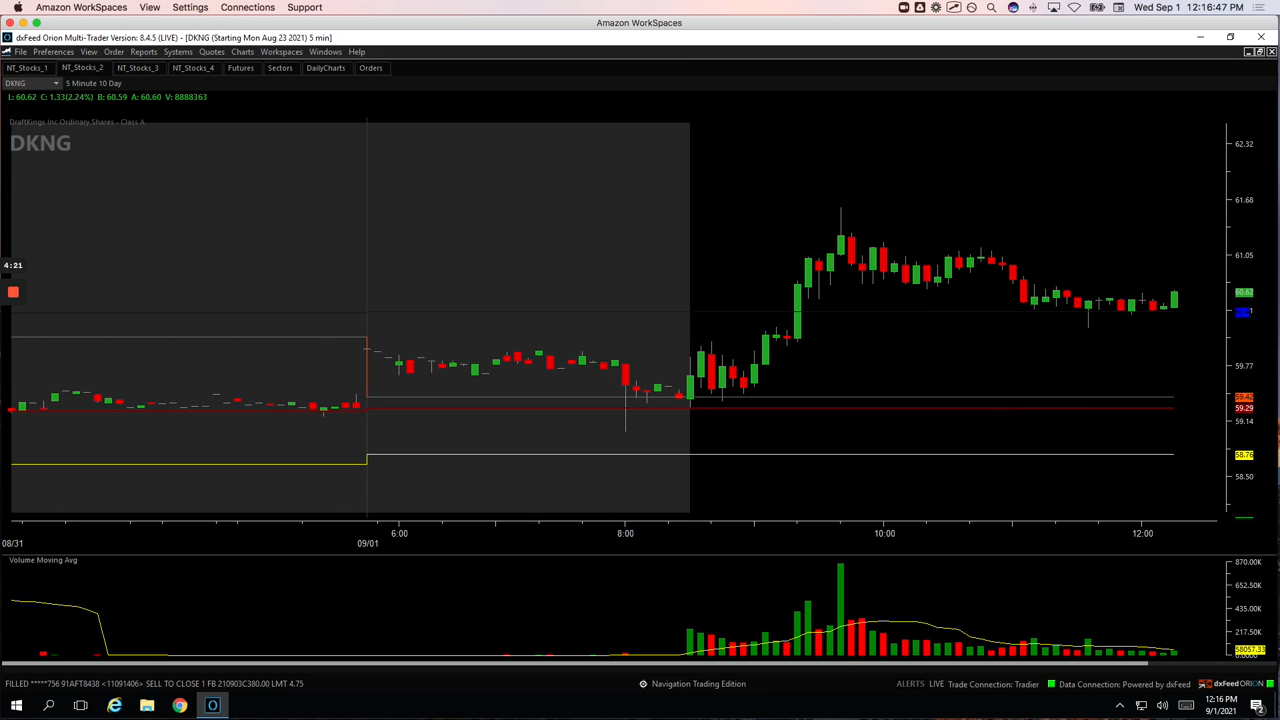 Amazon WorkSpaces View Settings Connections Support
Wed Sep 1 12:16:47 PM
Amazon WorkSpaces
dxFeed Orion Multi-Trader Version: 8.4.5 (LIVE) - [DKNG (Starting Mon Aug 23 2021) 5 min]
File Preferences View Order Reports Systems Quotes Charts Workspaces Windows Help
NT_Stocks_1 NT_Stocks_2 NT_Stocks_3 NT_Stocks_4 Futures Sectors DailyCharts Orders
DKNG 5 Minute 10 Day
L: 60.62 C: 1.33(2.24%) B: 60.59 A: 60.60 V: 8888363
DraftKings Inc. Ordinary Shares - Class A
DKNG
62.32
61.68
61.05
4:21
60.62
59.77
59.42
59.29
59.14
58.76
58.50
6:00 8:00 10:00 12:00
08/31 09/01
Volume Moving Avg
870.00K
652.50K
435.00K
217.50K
58057.33
FILLED *****756 91AFT8438 <11091406> SELL TO CLOSE 1 FB 210903C380.00 LMT 4.75
Navigation Trading Edition
ALERTS LIVE Trade Connection: Tradier Data Connection: Powered by dxFeed dxFeed ORION
12:16 PM
9/1/2021
2